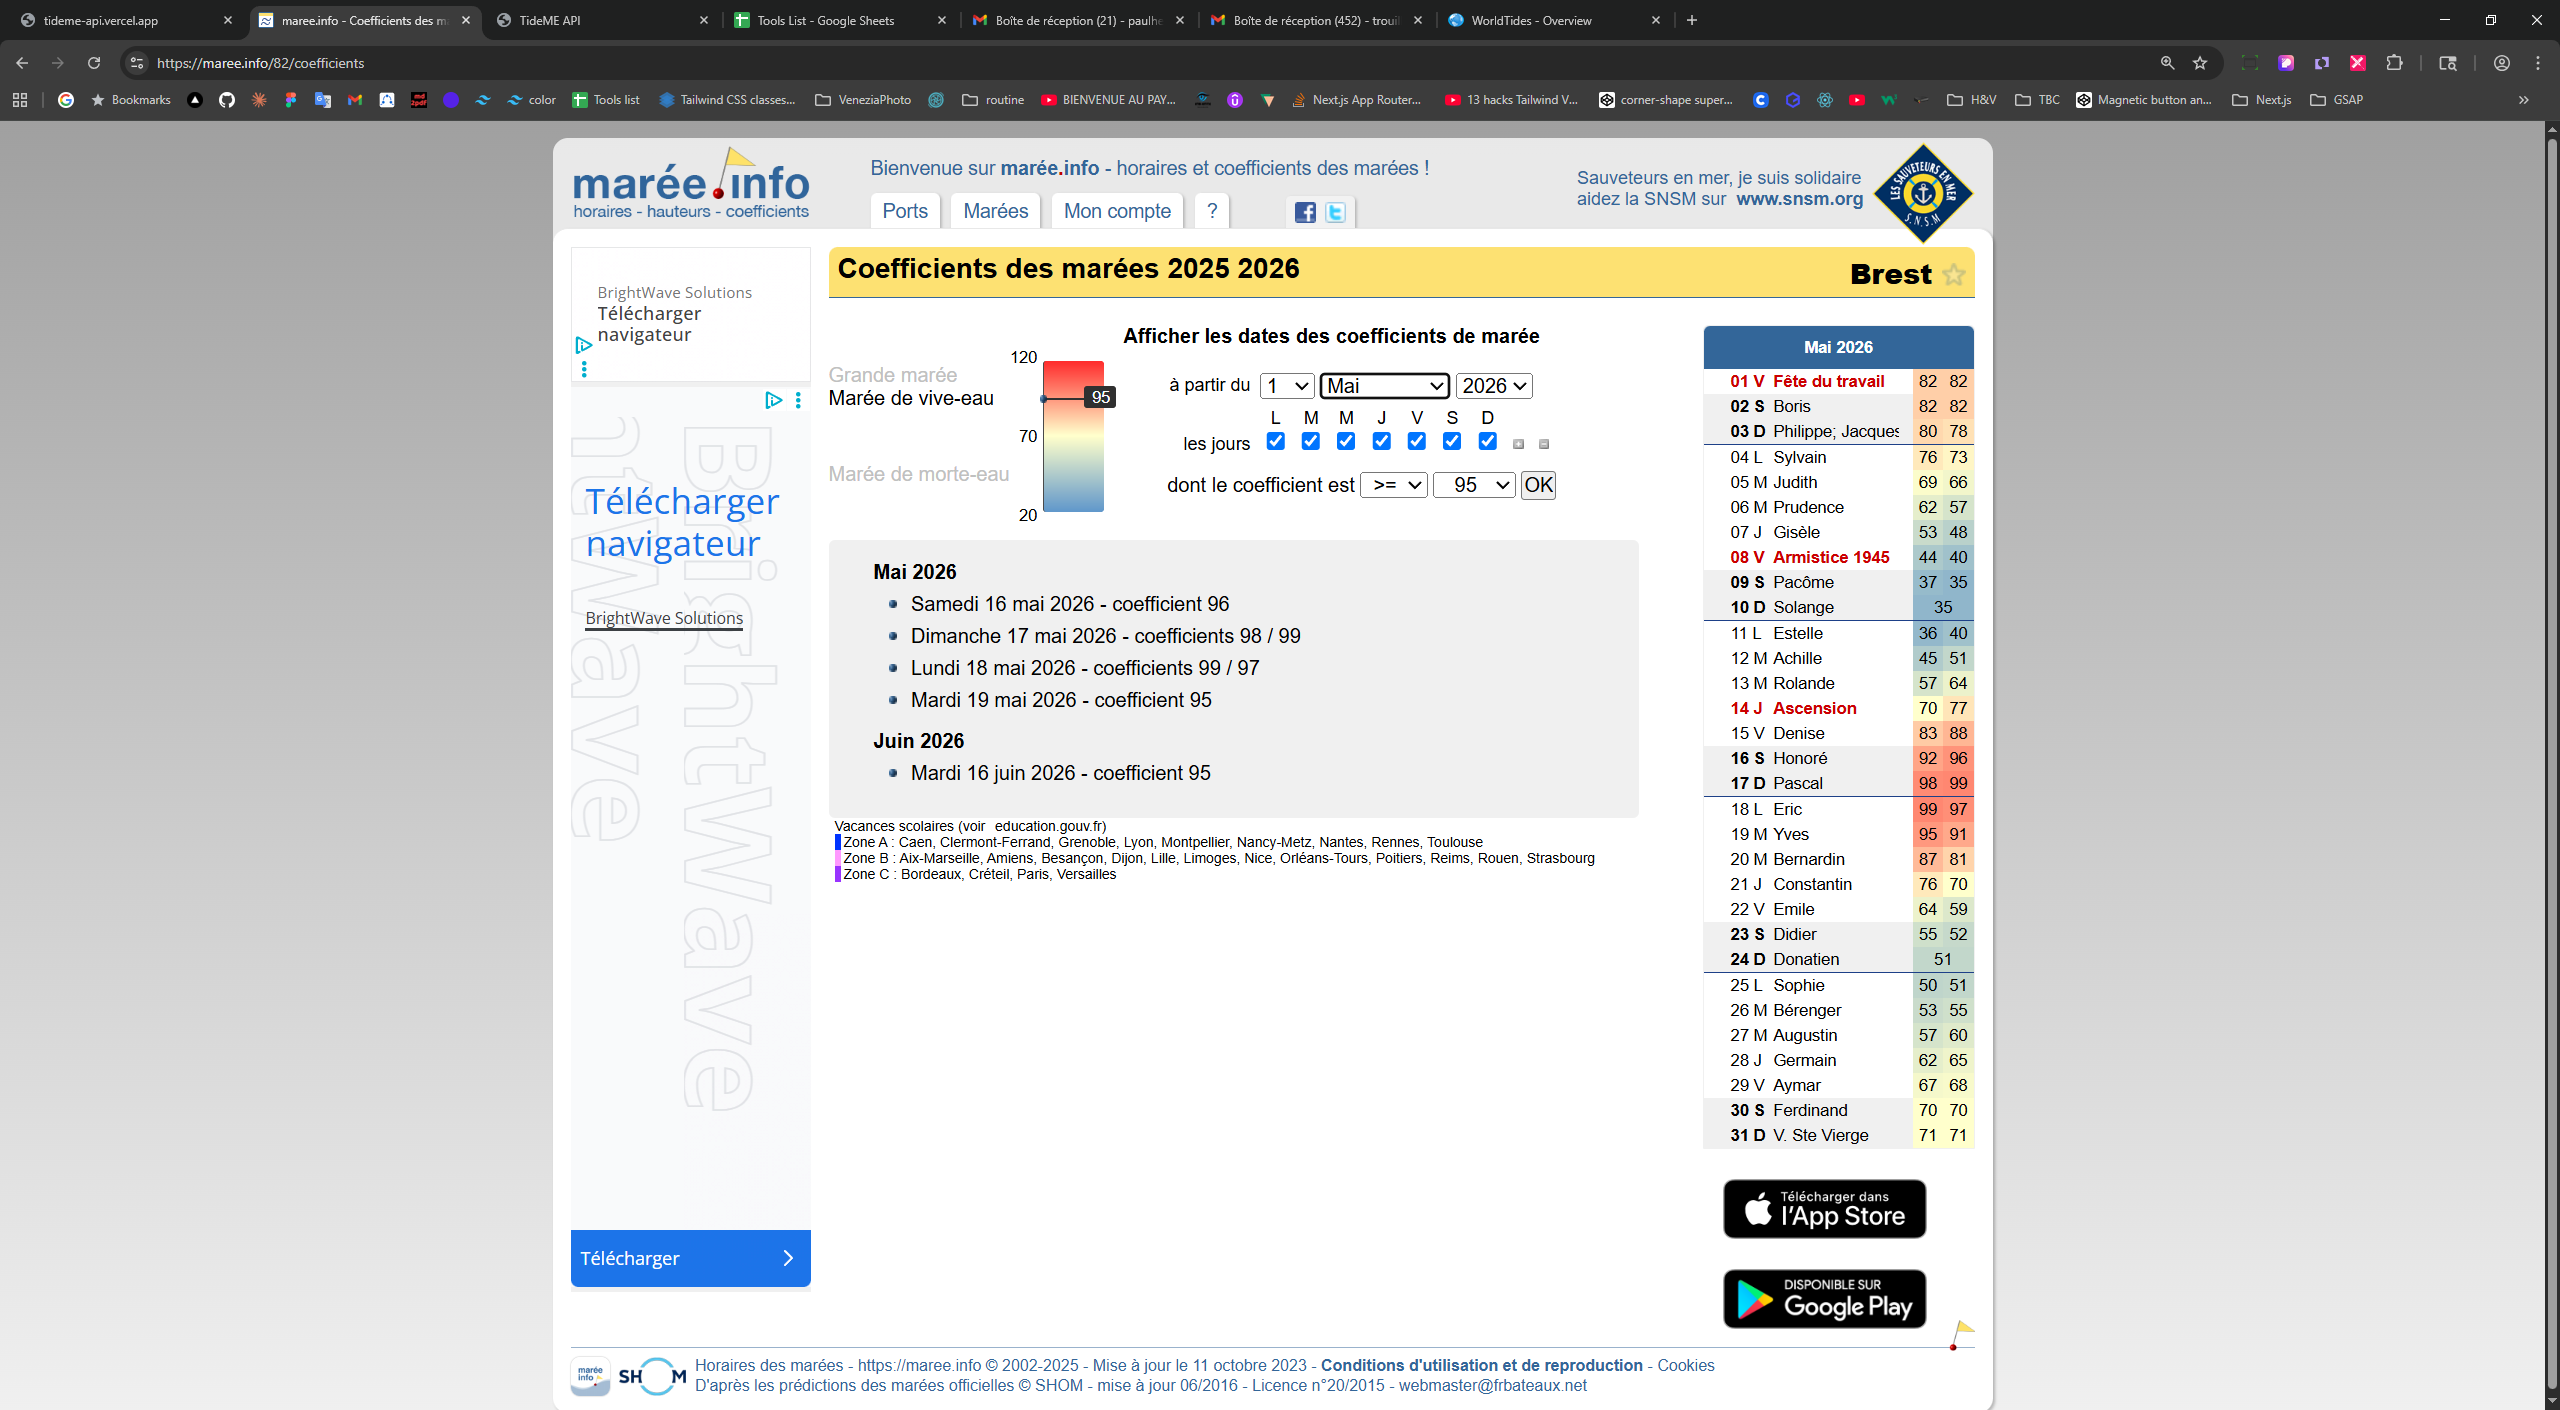 tideme-api.vercel.app
maree.info - Coefficients des m
TideME API
Tools List - Google Sheets
Boîte de réception (21) - paulhe
Boîte de réception (452) - trouil
WorldTides - Overview
https://maree.info/82/coefficients
Bookmarks
color
Tools list
Tailwind CSS classes...
VeneziaPhoto
routine
BIENVENUE AU PAY...
Next.js App Router...
13 hacks Tailwind V...
corner-shape super...
H&V
TBC
Magnetic button an...
Next.js
GSAP
marée.info
horaires - hauteurs - coefficients
Bienvenue sur marée.info - horaires et coefficients des marées !
Ports
Marées
Mon compte
?
Sauveteurs en mer, je suis solidaire
aidez la SNSM sur www.snsm.org
LES SAUVETEURS EN MER
S.N.S.M
BrightWave Solutions
Télécharger
navigateur
Télécharger
navigateur
BrightWave Solutions
BrightWave
ntWave
Télécharger
Coefficients des marées 2025 2026
Brest
Afficher les dates des coefficients de marée
Grande marée
Marée de vive-eau
Marée de morte-eau
120
95
70
20
à partir du 1 Mai 2026
L M M J V S D
les jours
dont le coefficient est >= 95 OK
Mai 2026
Samedi 16 mai 2026 - coefficient 96
Dimanche 17 mai 2026 - coefficients 98 / 99
Lundi 18 mai 2026 - coefficients 99 / 97
Mardi 19 mai 2026 - coefficient 95
Juin 2026
Mardi 16 juin 2026 - coefficient 95
Vacances scolaires (voir education.gouv.fr)
Zone A : Caen, Clermont-Ferrand, Grenoble, Lyon, Montpellier, Nancy-Metz, Nantes, Rennes, Toulouse
Zone B : Aix-Marseille, Amiens, Besançon, Dijon, Lille, Limoges, Nice, Orléans-Tours, Poitiers, Reims, Rouen, Strasbourg
Zone C : Bordeaux, Créteil, Paris, Versailles
Mai 2026
01 V Fête du travail 82 82
02 S Boris 82 82
03 D Philippe; Jacques 80 78
04 L Sylvain 76 73
05 M Judith 69 66
06 M Prudence 62 57
07 J Gisèle 53 48
08 V Armistice 1945 44 40
09 S Pacôme 37 35
10 D Solange 35
11 L Estelle 36 40
12 M Achille 45 51
13 M Rolande 57 64
14 J Ascension 70 77
15 V Denise 83 88
16 S Honoré 92 96
17 D Pascal 98 99
18 L Eric 99 97
19 M Yves 95 91
20 M Bernardin 87 81
21 J Constantin 76 70
22 V Emile 64 59
23 S Didier 55 52
24 D Donatien 51
25 L Sophie 50 51
26 M Bérenger 53 55
27 M Augustin 57 60
28 J Germain 62 65
29 V Aymar 67 68
30 S Ferdinand 70 70
31 D V. Ste Vierge 71 71
Télécharger dans
l'App Store
DISPONIBLE SUR
Google Play
marée
info
SHOM
Horaires des marées - https://maree.info © 2002-2025 - Mise à jour le 11 octobre 2023 - Conditions d'utilisation et de reproduction - Cookies
D'après les prédictions des marées officielles © SHOM - mise à jour 06/2016 - Licence n°20/2015 - webmaster@frbateaux.net